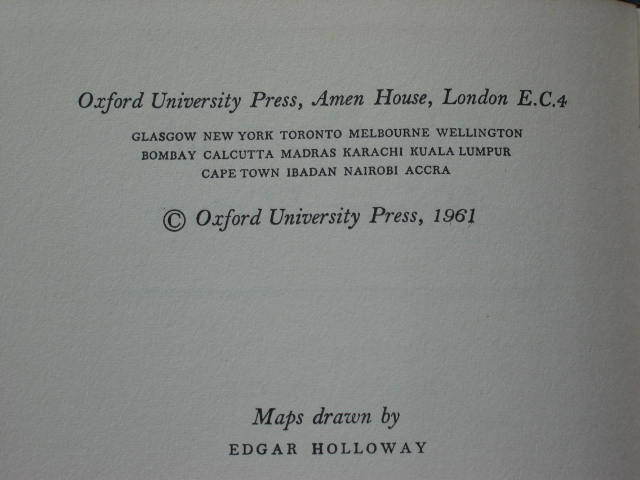 Oxford University Press, Amen House, London E.C.4
GLASGOW NEW YORK TORONTO MELBOURNE WELLINGTON
BOMBAY CALCUTTA MADRAS KARACHI KUALA LUMPUR
CAPE TOWN IBADAN NAIROBI ACCRA
© Oxford University Press, 1961
Maps drawn by
EDGAR HOLLOWAY